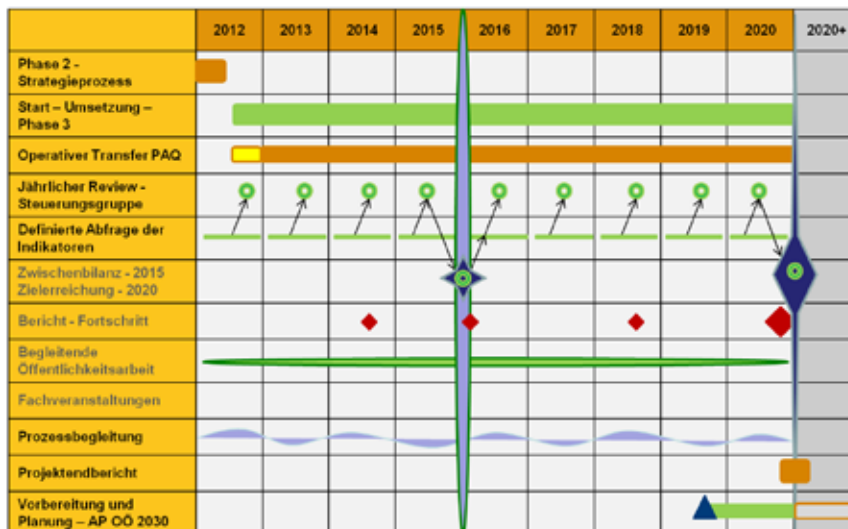 2012 2013 2014 2015 2016 2017 2018 2019 2020 2020+
Phase 2 -
Strategieprozess
Start – Umsetzung –
Phase 3
Operativer Transfer PAQ
Jährlicher Review -
Steuerungsgruppe
Definierte Abfrage der
Indikatoren
Zwischenbilanz - 2015
Zielerreichung - 2020
Bericht - Fortschritt
Begleitende
Öffentlichkeitsarbeit
Fachveranstaltungen
Prozessbegleitung
Projektendbericht
Vorbereitung und
Planung – AP OÖ 2030